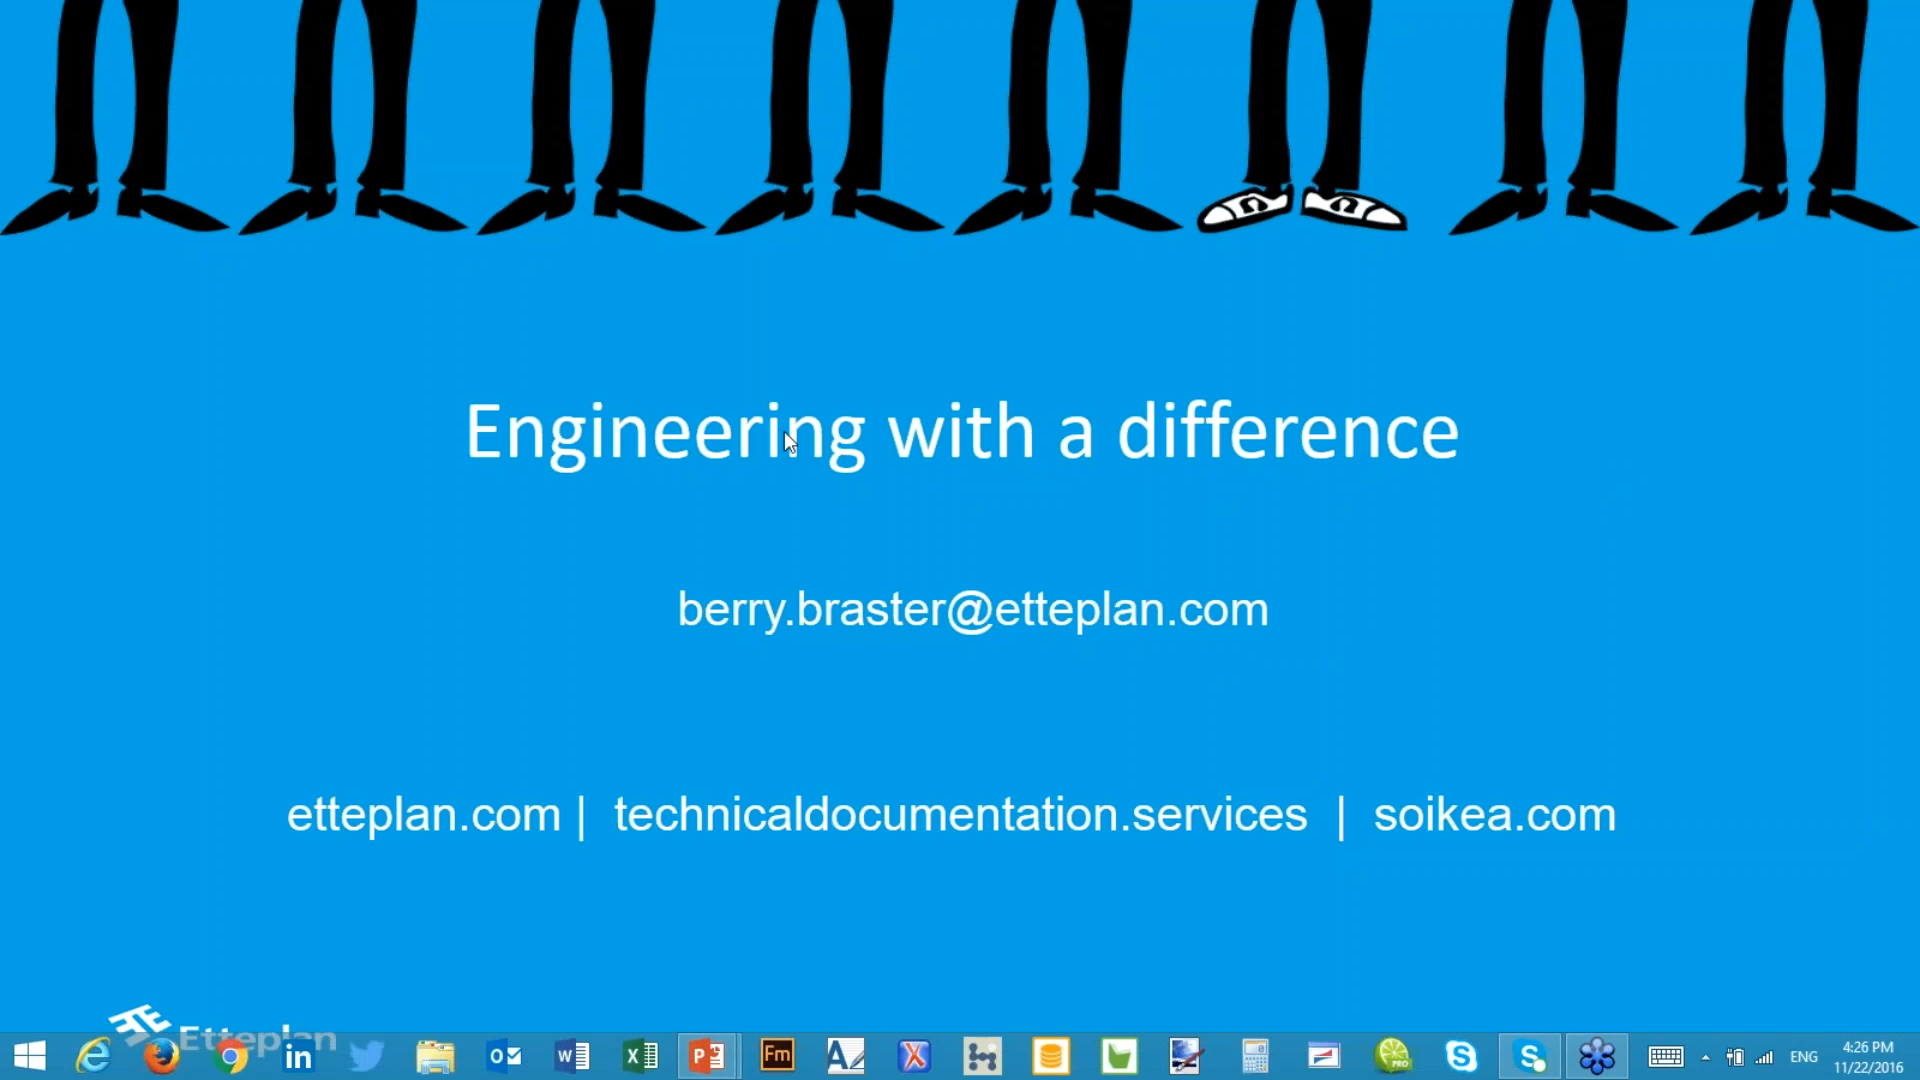 Engineering with a difference
berry.braster@etteplan.com
etteplan.com | technicaldocumentation.services | soikea.com
Etteplan
ENG
4:26 PM
11/22/2016